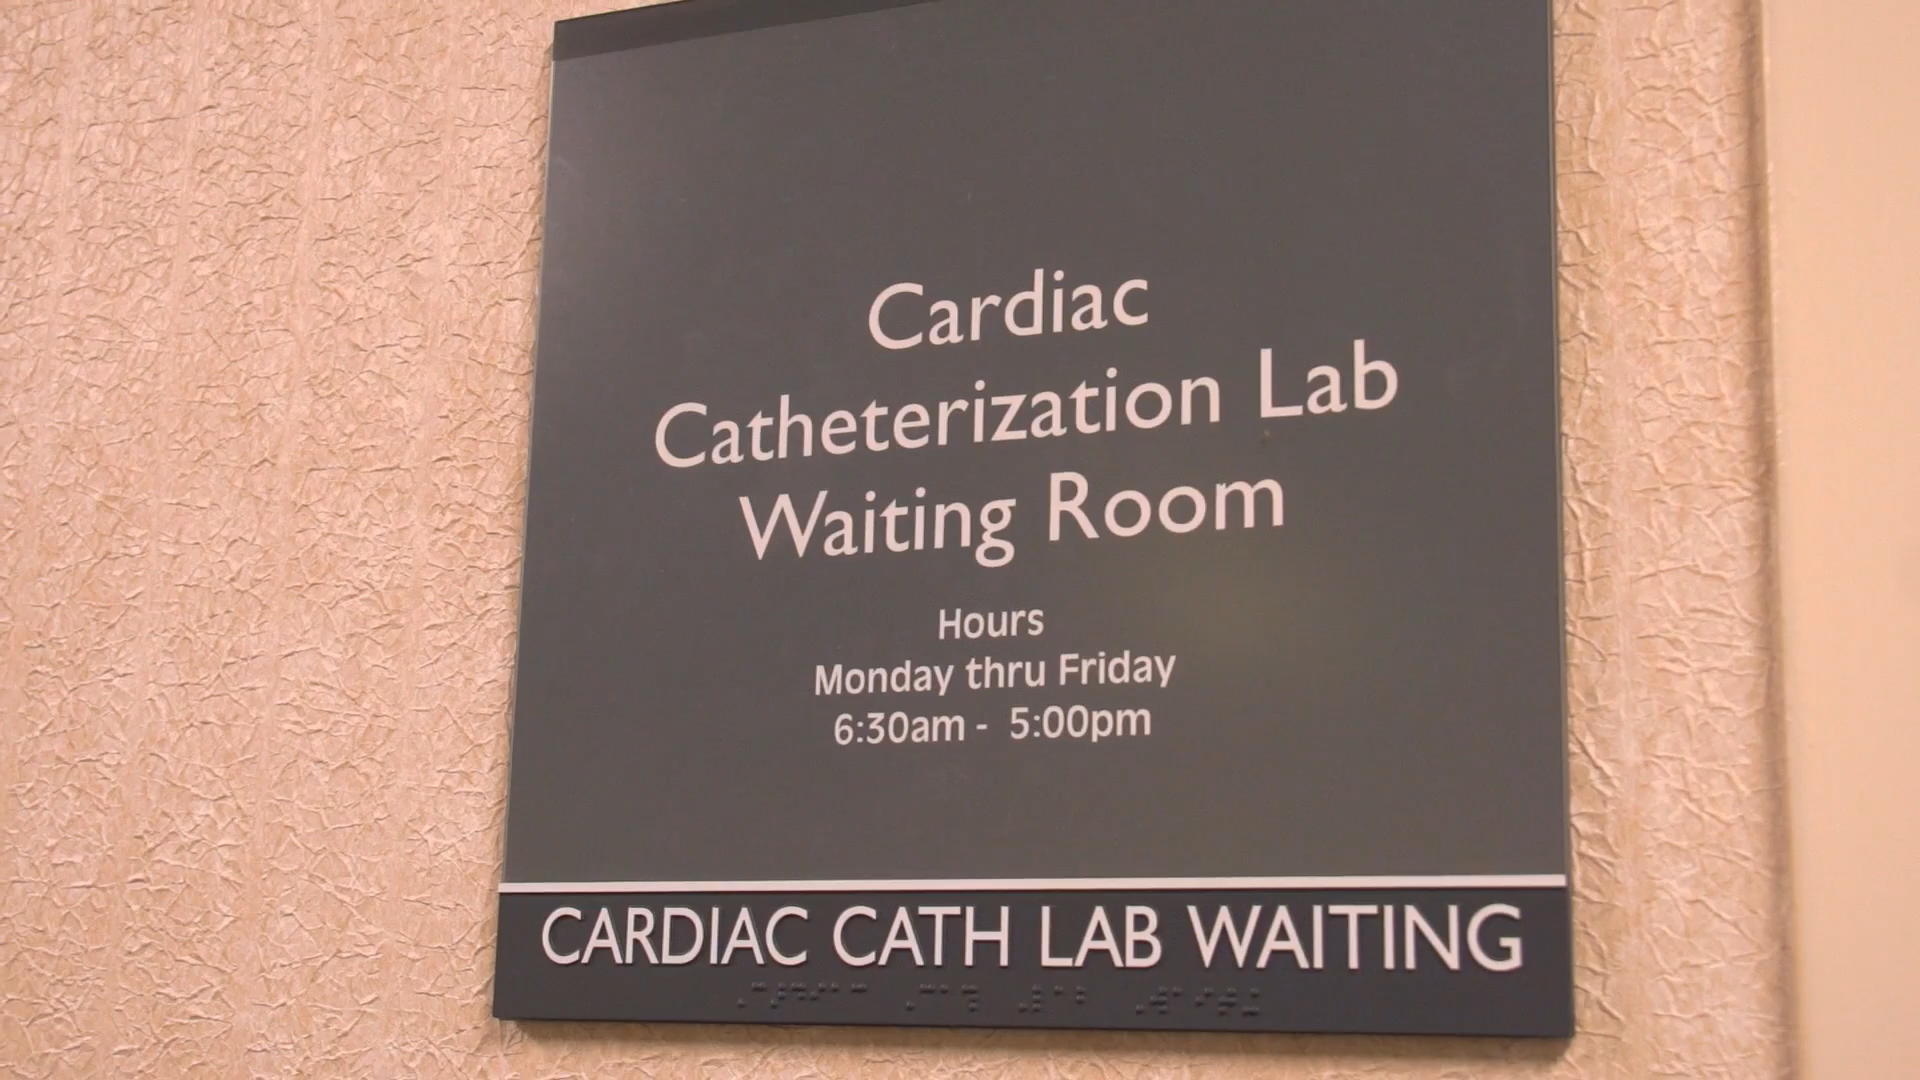 Cardiac
Catheterization Lab
Waiting Room
Hours
Monday thru Friday
6:30am - 5:00pm
CARDIAC CATH LAB WAITING